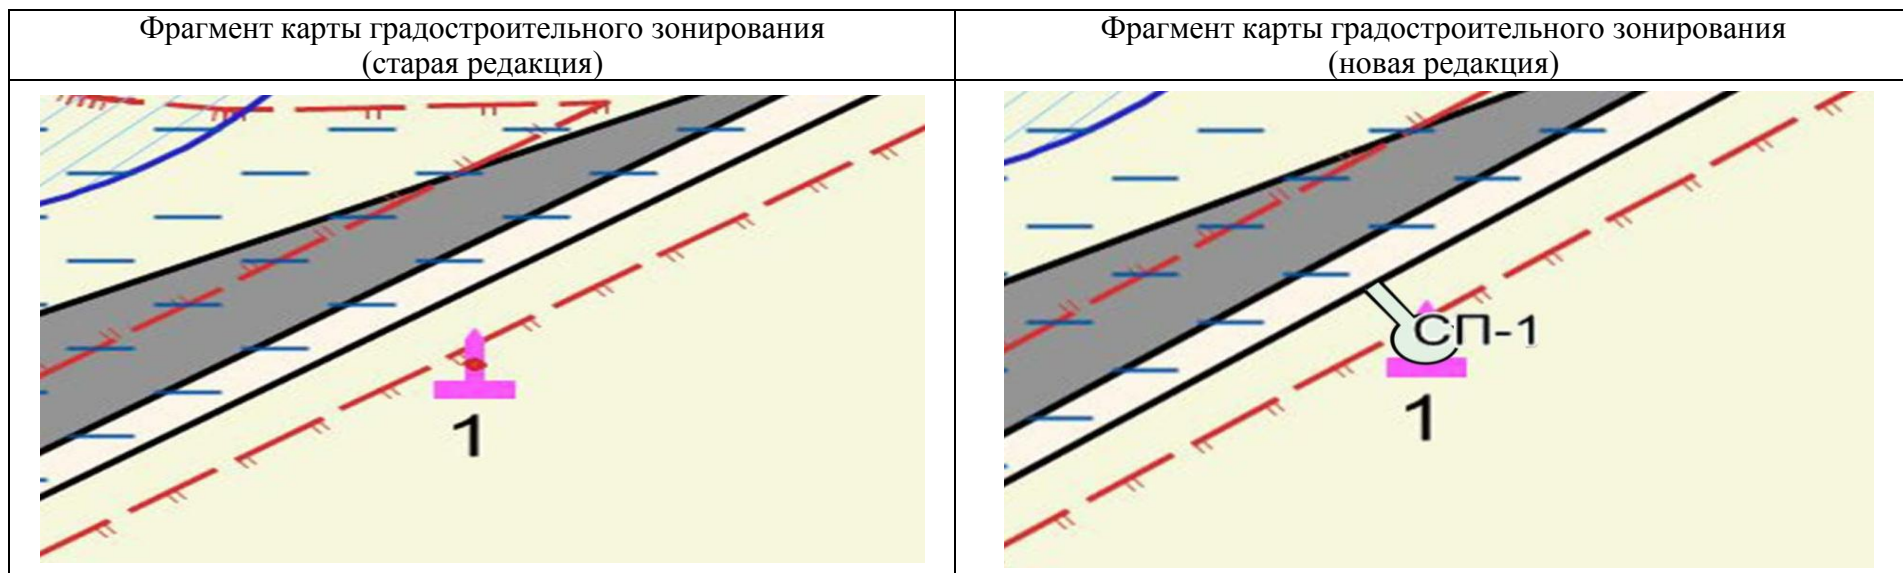 Фрагмент карты градостроительного зонирования
(старая редакция)
Фрагмент карты градостроительного зонирования
(новая редакция)
1
СП-1
1